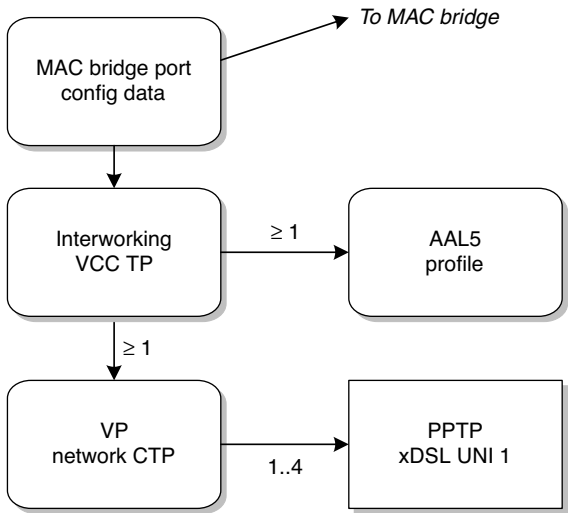 To MAC bridge
MAC bridge port
config data
Interworking
VCC TP
≥ 1
AAL5
profile
≥ 1
VP
network CTP
1..4
PPTP
xDSL UNI 1